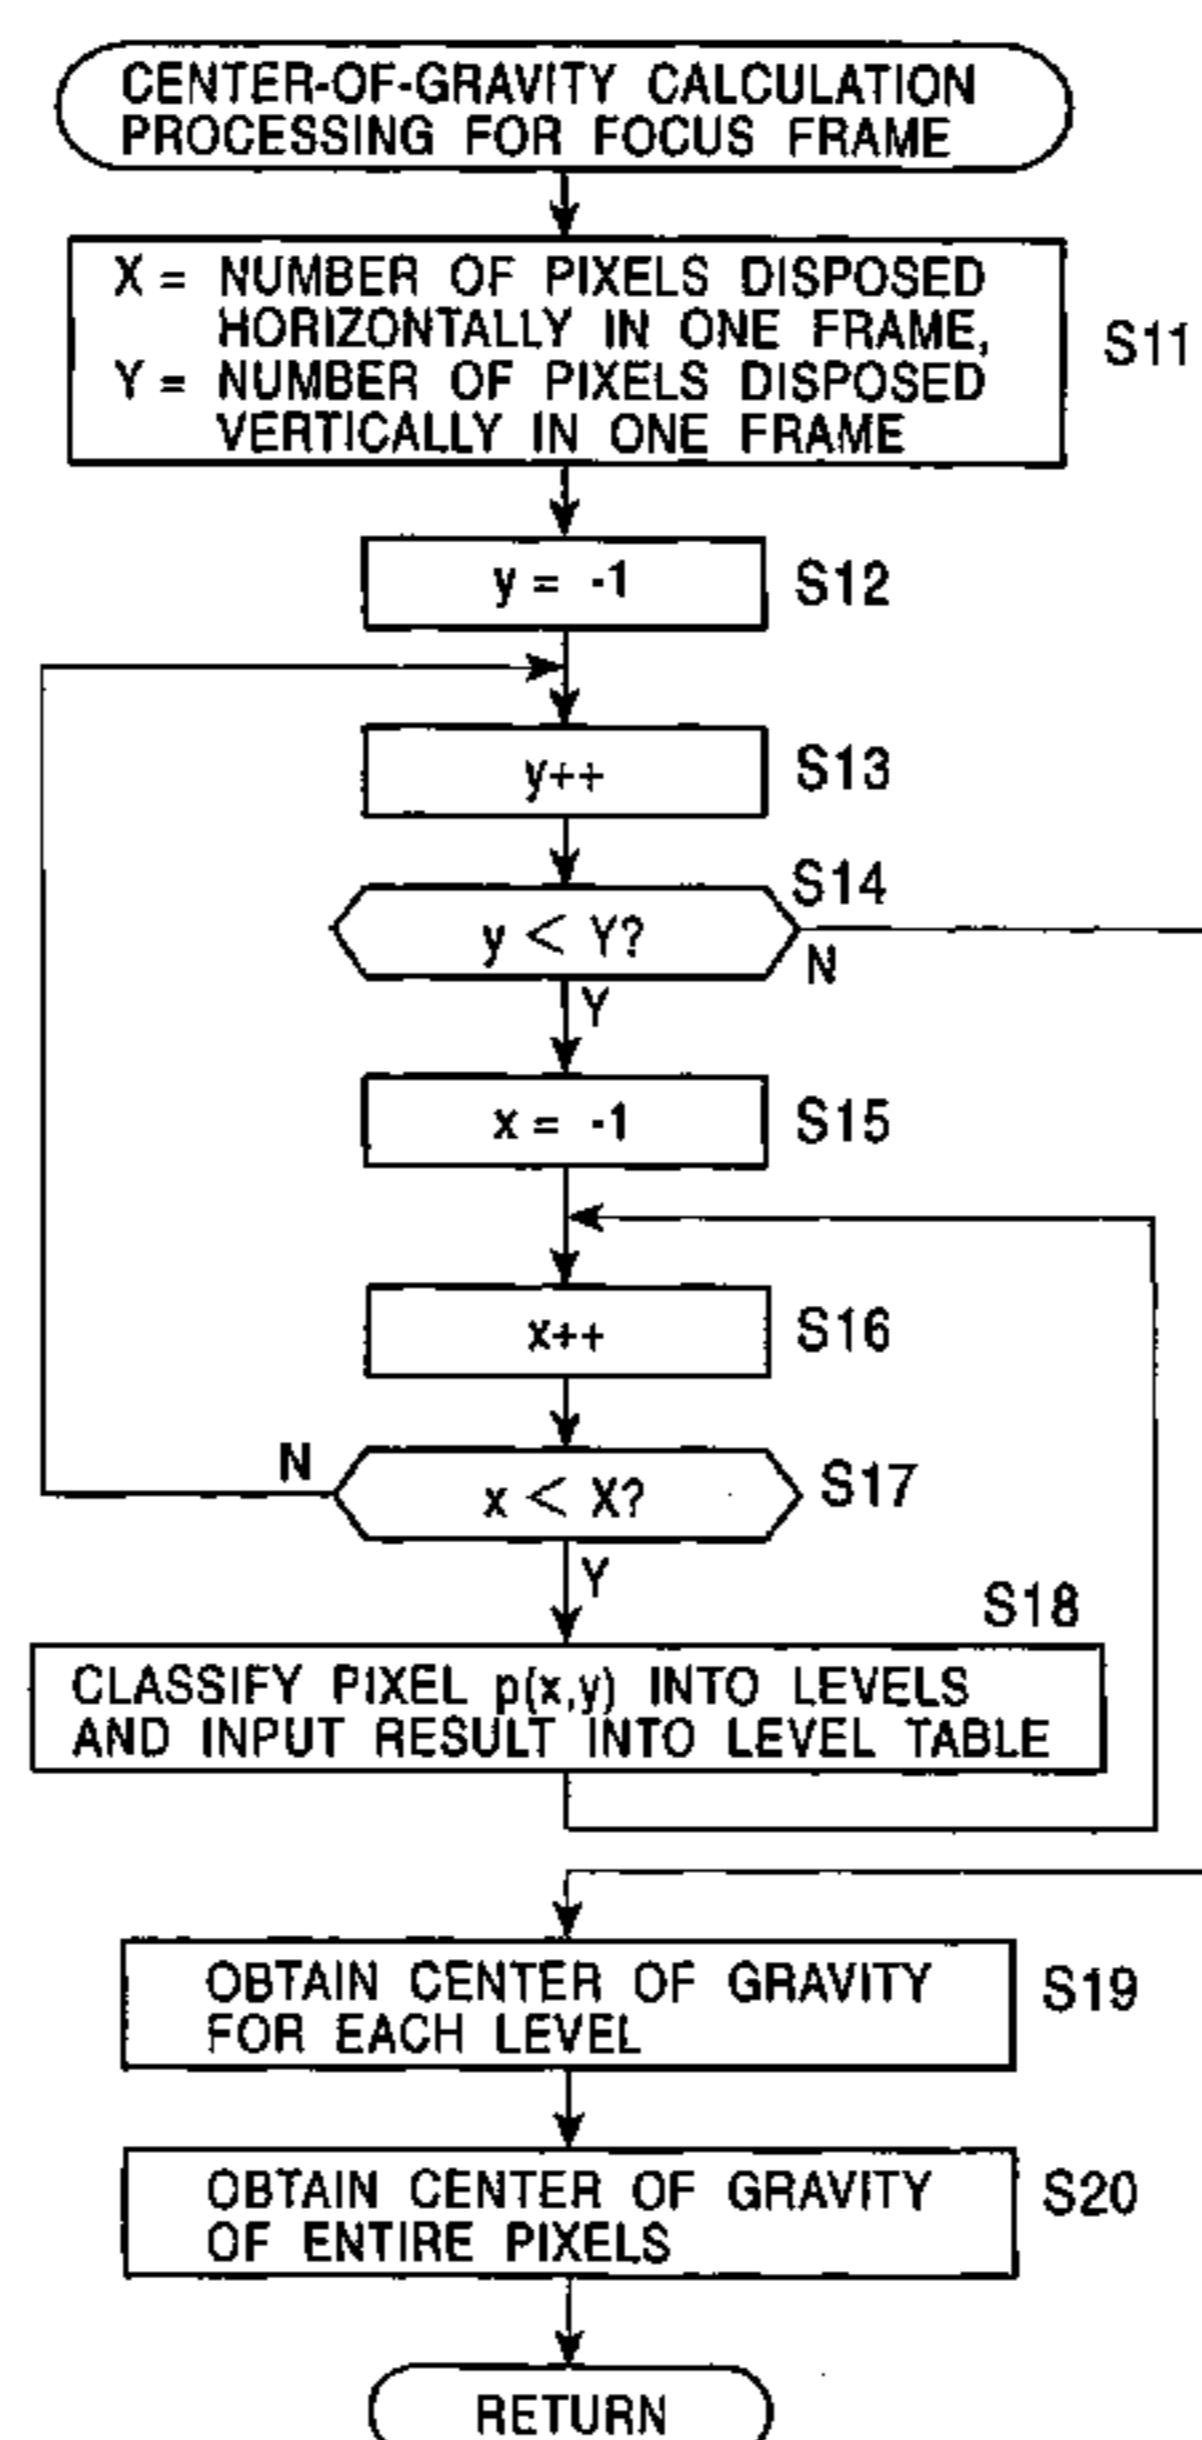 CENTER-OF-GRAVITY CALCULATION
PROCESSING FOR FOCUS FRAME
X = NUMBER OF PIXELS DISPOSED
HORIZONTALLY IN ONE FRAME,
Y = NUMBER OF PIXELS DISPOSED
VERTICALLY IN ONE FRAME
S11
y = -1
S12
y++
S13
S14
y < Y?
N
Y
x = -1
S15
x++
S16
N
x < X?
S17
Y
S18
CLASSIFY PIXEL p(x,y) INTO LEVELS
AND INPUT RESULT INTO LEVEL TABLE
OBTAIN CENTER OF GRAVITY
FOR EACH LEVEL
S19
OBTAIN CENTER OF GRAVITY
OF ENTIRE PIXELS
S20
RETURN